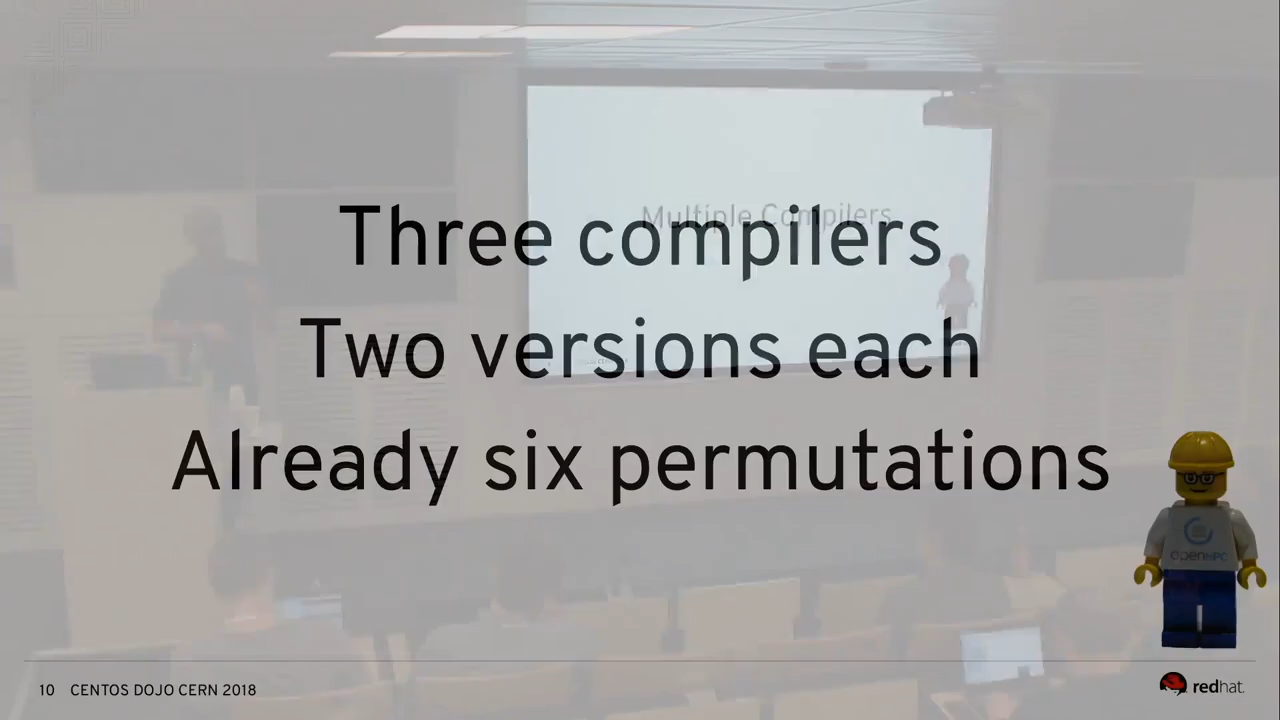 Multiple Compilers
Three compilers
Two versions each
Already six permutations
openHPC
10 CENTOS DOJO CERN 2018
redhat.